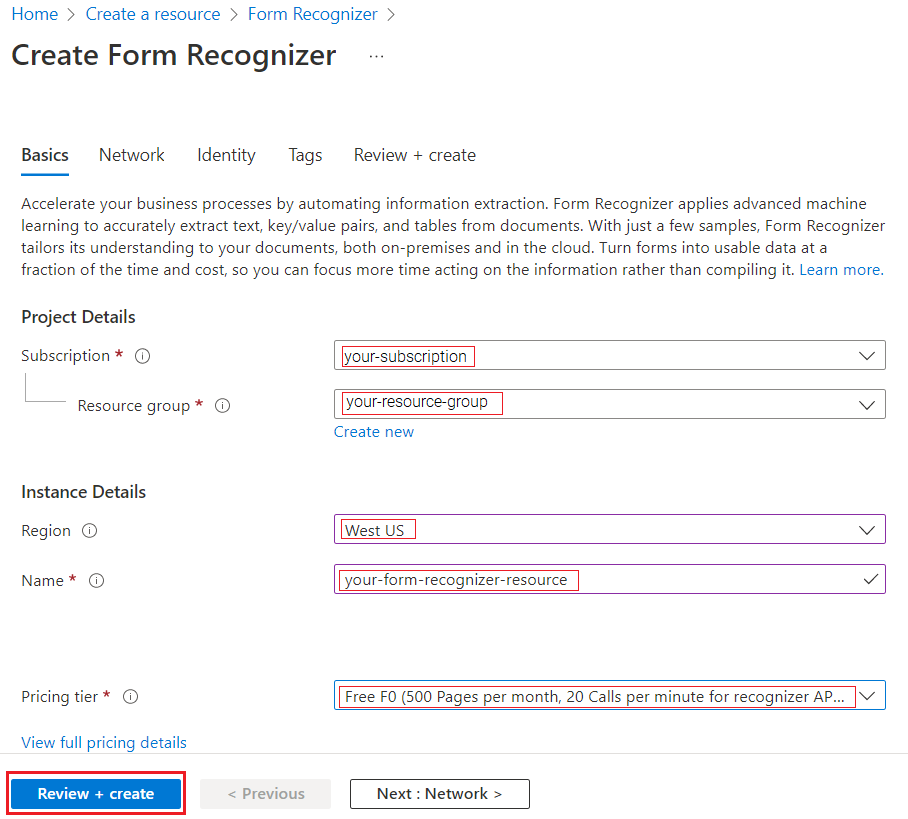 Home > Create a resource > Form Recognizer >
Create Form Recognizer ...
Basics Network Identity Tags Review + create
Accelerate your business processes by automating information extraction. Form Recognizer applies advanced machine
learning to accurately extract text, key/value pairs, and tables from documents. With just a few samples, Form Recognizer
tailors its understanding to your documents, both on-premises and in the cloud. Turn forms into usable data at a
fraction of the time and cost, so you can focus more time acting on the information rather than compiling it. Learn more.
Project Details
Subscription * your-subscription
Resource group * your-resource-group
Create new
Instance Details
Region West US
Name * your-form-recognizer-resource
Pricing tier * Free F0 (500 Pages per month, 20 Calls per minute for recognizer AP...
View full pricing details
Review + create < Previous Next : Network >